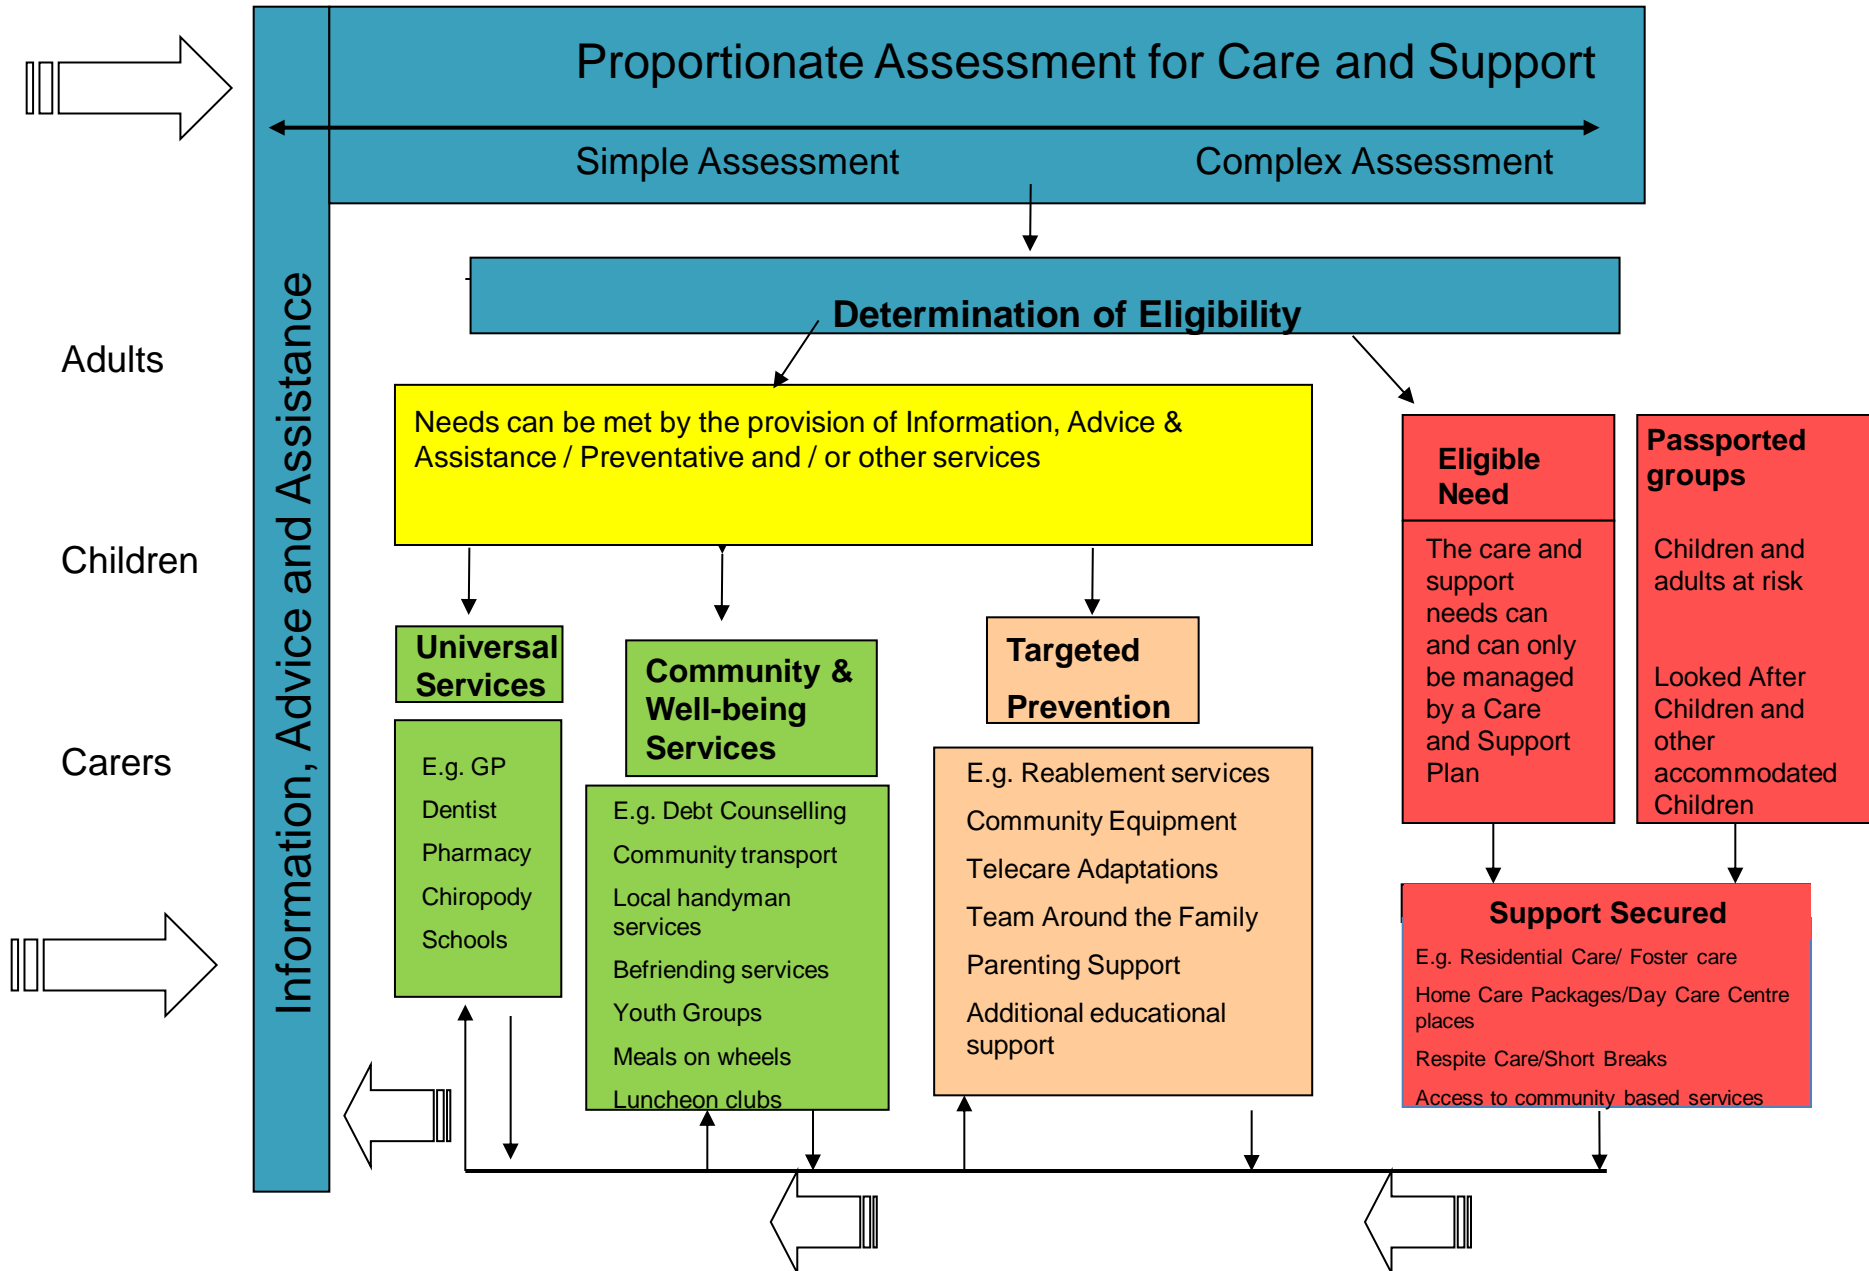 Proportionate Assessment for Care and Support
Simple Assessment
Complex Assessment
Information, Advice and Assistance
Adults
Children
Carers
Determination of Eligibility
Needs can be met by the provision of Information, Advice &
Assistance / Preventative and / or other services
Eligible
Need
The care and
support
needs can
and can only
be managed
by a Care
and Support
Plan
Passported
groups
Children and
adults at risk
Looked After
Children and
other
accommodated
Children
Universal
Services
E.g. GP
Dentist
Pharmacy
Chiropody
Schools
Community &
Well-being
Services
E.g. Debt Counselling
Community transport
Local handyman
services
Befriending services
Youth Groups
Meals on wheels
Luncheon clubs
Targeted
Prevention
E.g. Reablement services
Community Equipment
Telecare Adaptations
Team Around the Family
Parenting Support
Additional educational
support
Support Secured
E.g. Residential Care/ Foster care
Home Care Packages/Day Care Centre
places
Respite Care/Short Breaks
Access to community based services